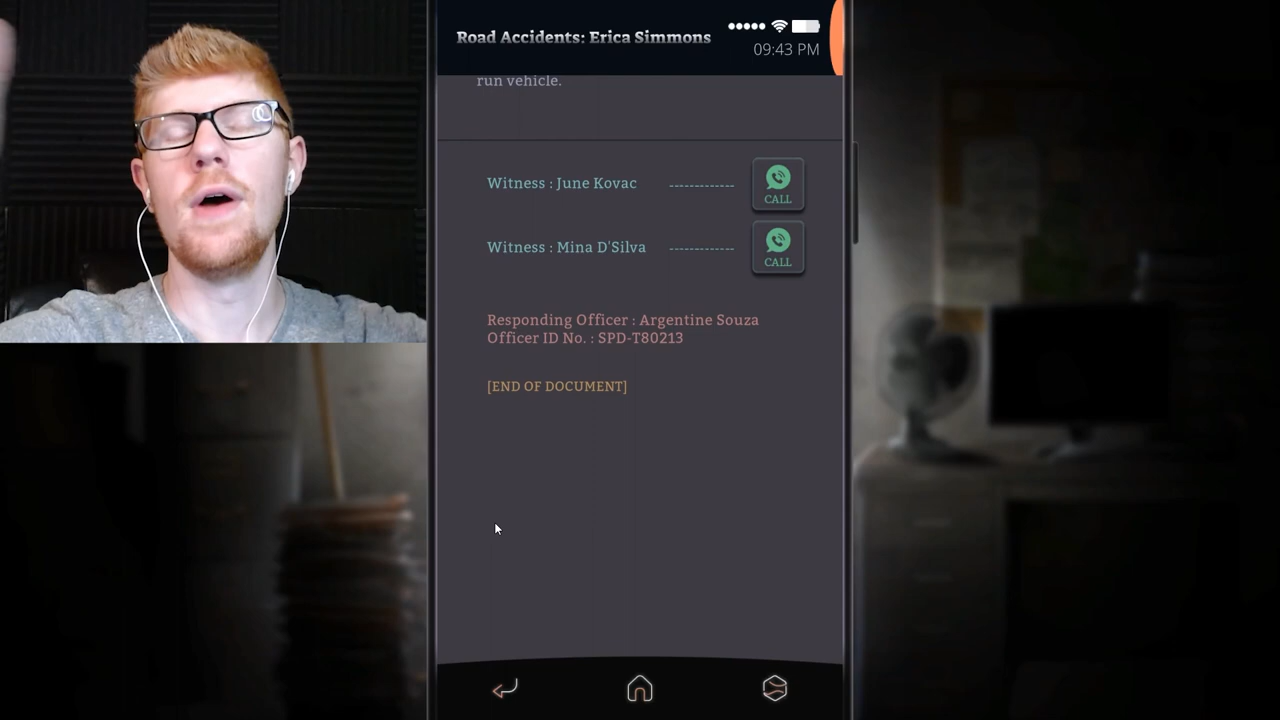 Road Accidents: Erica Simmons
09:43 PM
run vehicle.
Witness : June Kovac ------------- CALL
Witness : Mina D'Silva ------------- CALL
Responding Officer : Argentine Souza
Officer ID No. : SPD-T80213
[END OF DOCUMENT]